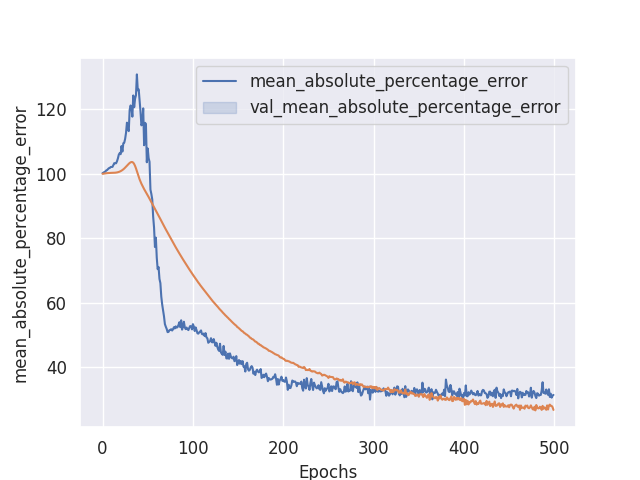 mean_absolute_percentage_error
val_mean_absolute_percentage_error
mean_absolute_percentage_error
120
100
80
60
40
0 100 200 300 400 500
Epochs